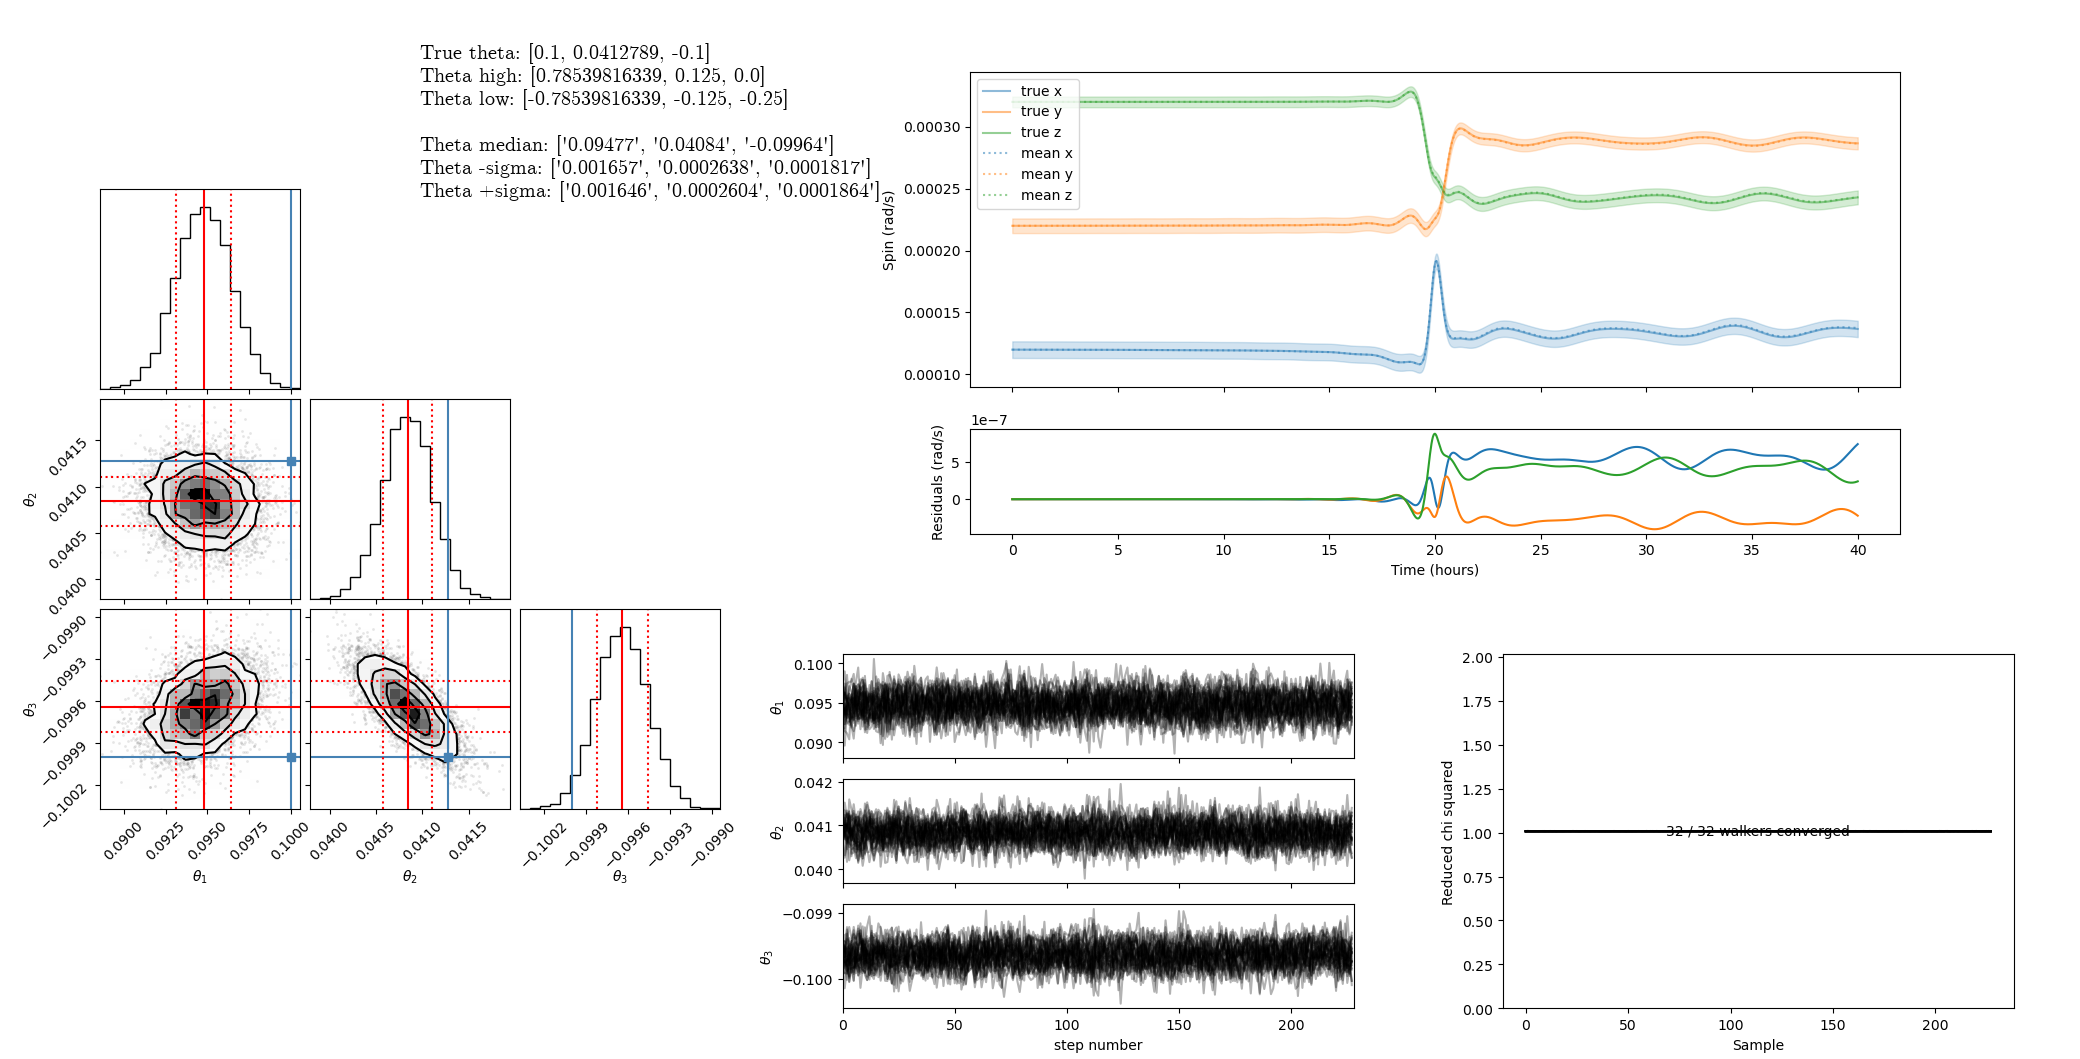 True theta: [0.1, 0.0412789, -0.1]
Theta high: [0.78539816339, 0.125, 0.0]
Theta low: [-0.78539816339, -0.125, -0.25]
Theta median: ['0.09477', '0.04084', '-0.09964']
Theta -sigma: ['0.001657', '0.0002638', '0.0001817']
Theta +sigma: ['0.001646', '0.0002604', '0.0001864']
θ2
0.0415
0.0410
0.0405
0.0400
θ3
−0.0990
−0.0993
−0.0996
−0.0999
−0.1002
0.0900 0.0925 0.0950 0.0975 0.1000
θ1
0.0400 0.0405 0.0410 0.0415
θ2
−0.1002 −0.0999 −0.0996 −0.0993 −0.0990
θ3
true x
true y
true z
mean x
mean y
mean z
Spin (rad/s)
0.00030
0.00025
0.00020
0.00015
0.00010
1e−7
Residuals (rad/s)
5
0
0 5 10 15 20 25 30 35 40
Time (hours)
θ1
0.100
0.095
0.090
θ2
0.042
0.041
0.040
θ3
−0.099
−0.100
0 50 100 150 200
step number
Reduced chi squared
2.00
1.75
1.50
1.25
1.00
0.75
0.50
0.25
0.00
32 / 32 walkers converged
0 50 100 150 200
Sample